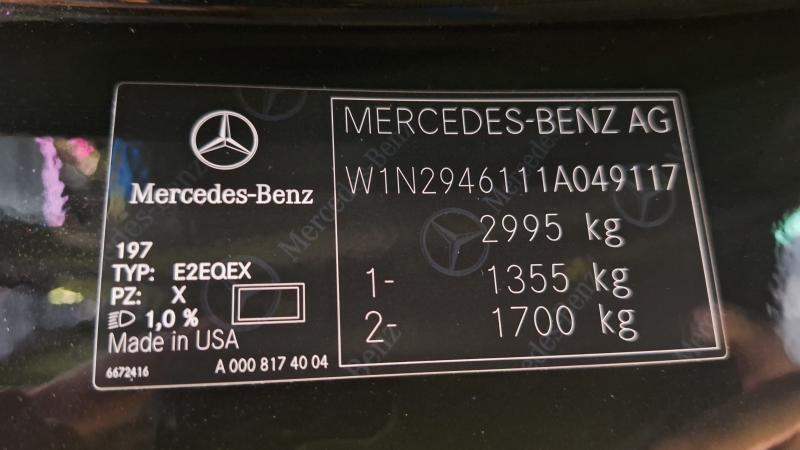 Mercedes-Benz
197
TYP: E2EQEX
PZ: X
1,0 %
Made in USA
6672416
A 000 817 40 04
MERCEDES-BENZ AG
W1N2946111A049117
2995 kg
1- 1355 kg
2- 1700 kg